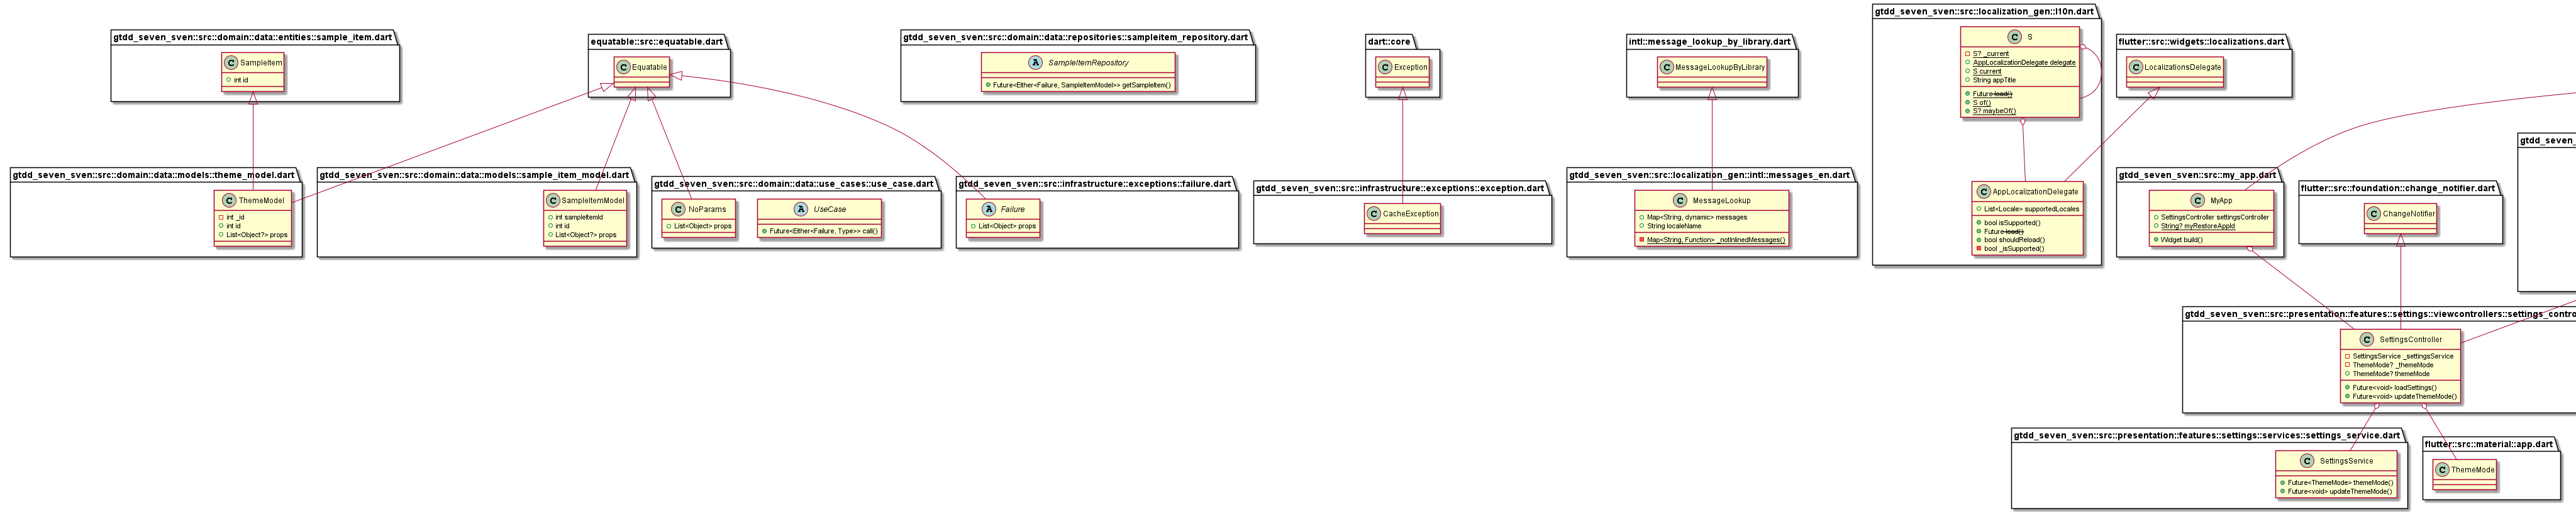 gtdd_seven_sven::src::domain::data::entities::sample_item.dart
C SampleItem
int id
equatable::src::equatable.dart
C Equatable
gtdd_seven_sven::src::domain::data::repositories::sampleitem_repository.dart
A SampleItemRepository
Future<Either<Failure, SampleItemModel>> getSampleItem()
dart::core
C Exception
intl::message_lookup_by_library.dart
C MessageLookupByLibrary
gtdd_seven_sven::src::localization_gen::l10n.dart
C S
S? _current
AppLocalizationDelegate delegate
S current
String appTitle
Future load()
S of()
S? maybeOf()
C AppLocalizationDelegate
List<Locale> supportedLocales
bool isSupported()
Future load()
bool shouldReload()
bool _isSupported()
flutter::src::widgets::localizations.dart
C LocalizationsDelegate
gtdd_seven_sven::src::domain::data::models::theme_model.dart
C ThemeModel
int _id
int id
List<Object?> props
gtdd_seven_sven::src::domain::data::models::sample_item_model.dart
C SampleItemModel
int sampleItemId
int id
List<Object?> props
gtdd_seven_sven::src::domain::data::use_cases::use_case.dart
C NoParams
List<Object> props
A UseCase
Future<Either<Failure, Type>> call()
gtdd_seven_sven::src::infrastructure::exceptions::failure.dart
A Failure
List<Object> props
gtdd_seven_sven::src::infrastructure::exceptions::exception.dart
C CacheException
gtdd_seven_sven::src::localization_gen::intl::messages_en.dart
C MessageLookup
Map<String, dynamic> messages
String localeName
Map<String, Function> _notInlinedMessages()
gtdd_seven_sven::src::my_app.dart
C MyApp
SettingsController settingsController
String? myRestoreAppId
Widget build()
flutter::src::foundation::change_notifier.dart
C ChangeNotifier
gtdd_seven_
gtdd_seven_sven::src::presentation::features::settings::viewcontrollers::settings_contro
C SettingsController
SettingsService _settingsService
ThemeMode? _themeMode
ThemeMode? themeMode
Future<void> loadSettings()
Future<void> updateThemeMode()
gtdd_seven_sven::src::presentation::features::settings::services::settings_service.dart
C SettingsService
Future<ThemeMode> themeMode()
Future<void> updateThemeMode()
flutter::src::material::app.dart
C ThemeMode